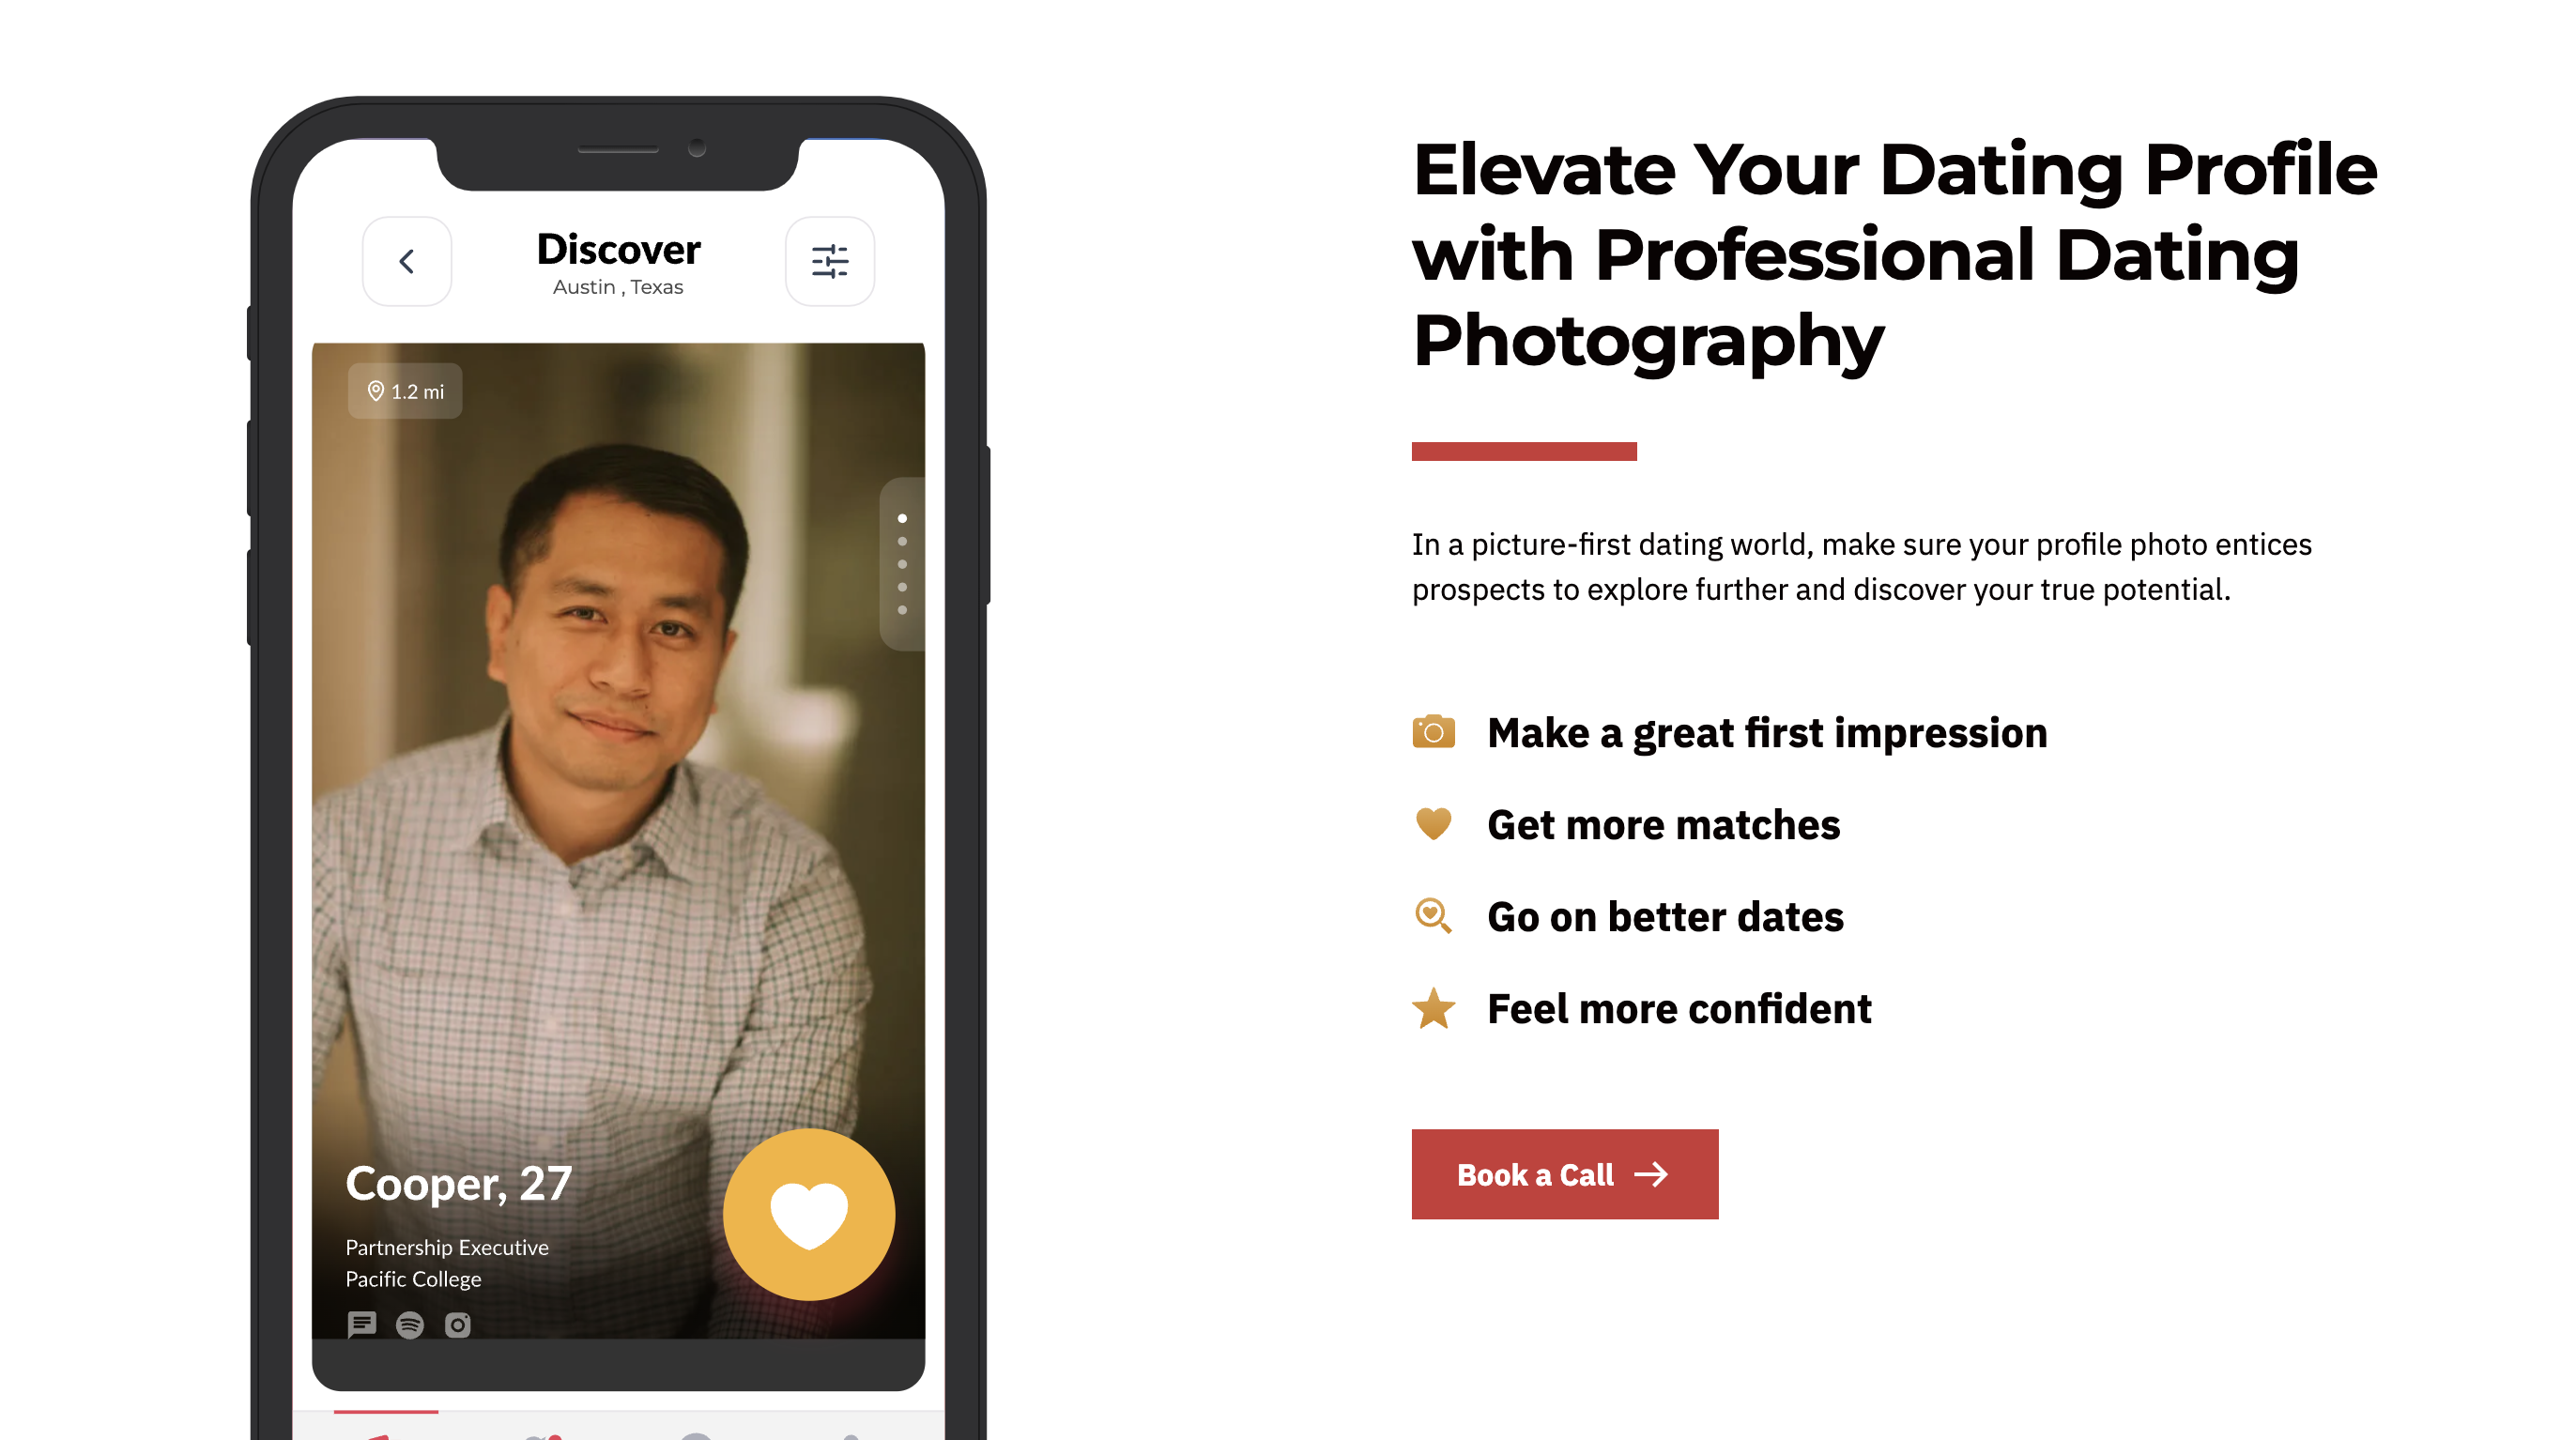 Discover
Austin , Texas
1.2 mi
Cooper, 27
Partnership Executive
Pacific College
Elevate Your Dating Profile
with Professional Dating
Photography
In a picture-first dating world, make sure your profile photo entices
prospects to explore further and discover your true potential.
Make a great first impression
Get more matches
Go on better dates
Feel more confident
Book a Call